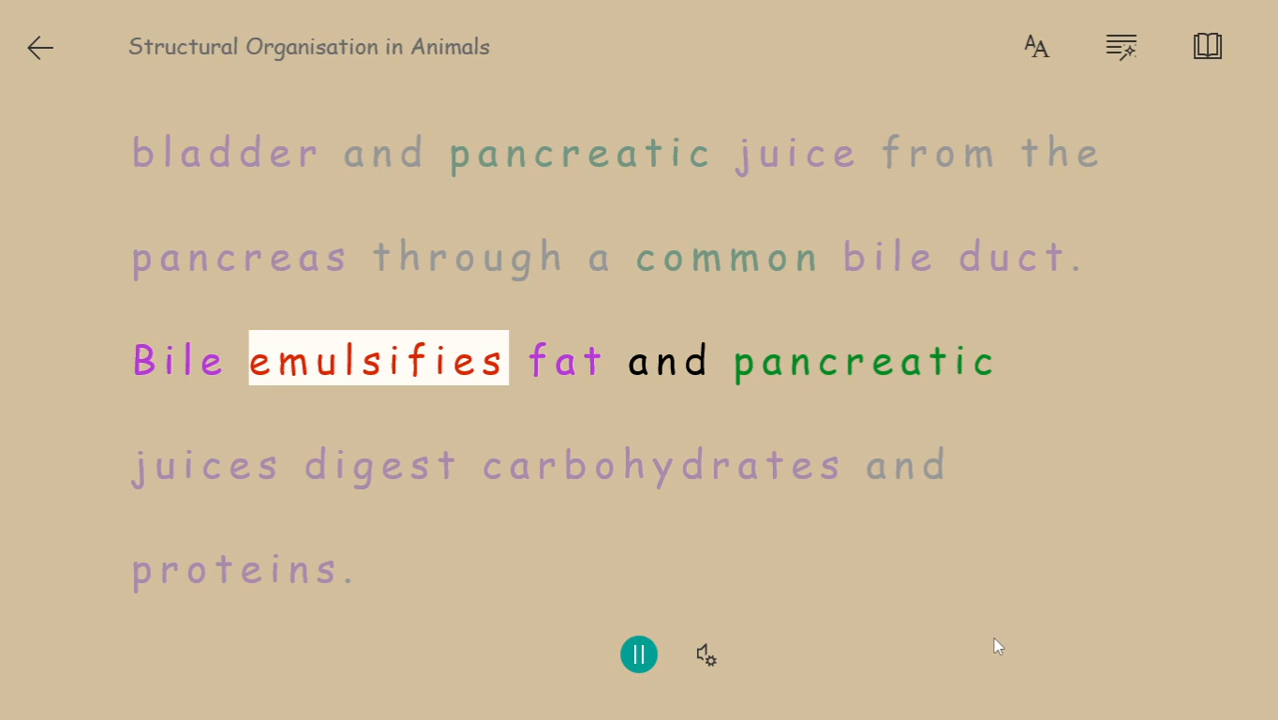 Structural Organisation in Animals
bladder and pancreatic juice from the
pancreas through a common bile duct.
Bile emulsifies fat and pancreatic
juices digest carbohydrates and
proteins.